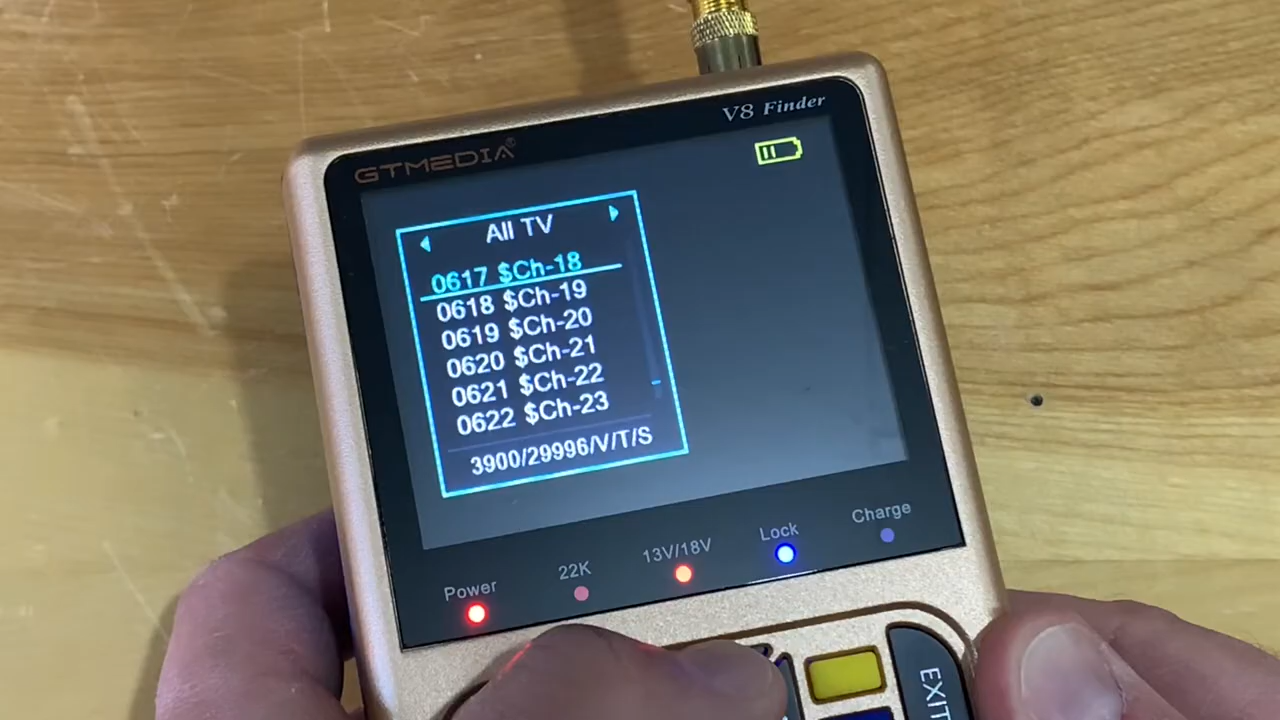 V8 Finder
GTMEDIA®
All TV
0617 $Ch-18
0618 $Ch-19
0619 $Ch-20
0620 $Ch-21
0621 $Ch-22
0622 $Ch-23
3900/29996/V/T/S
Power
22K
13V/18V
Lock
Charge
EXIT